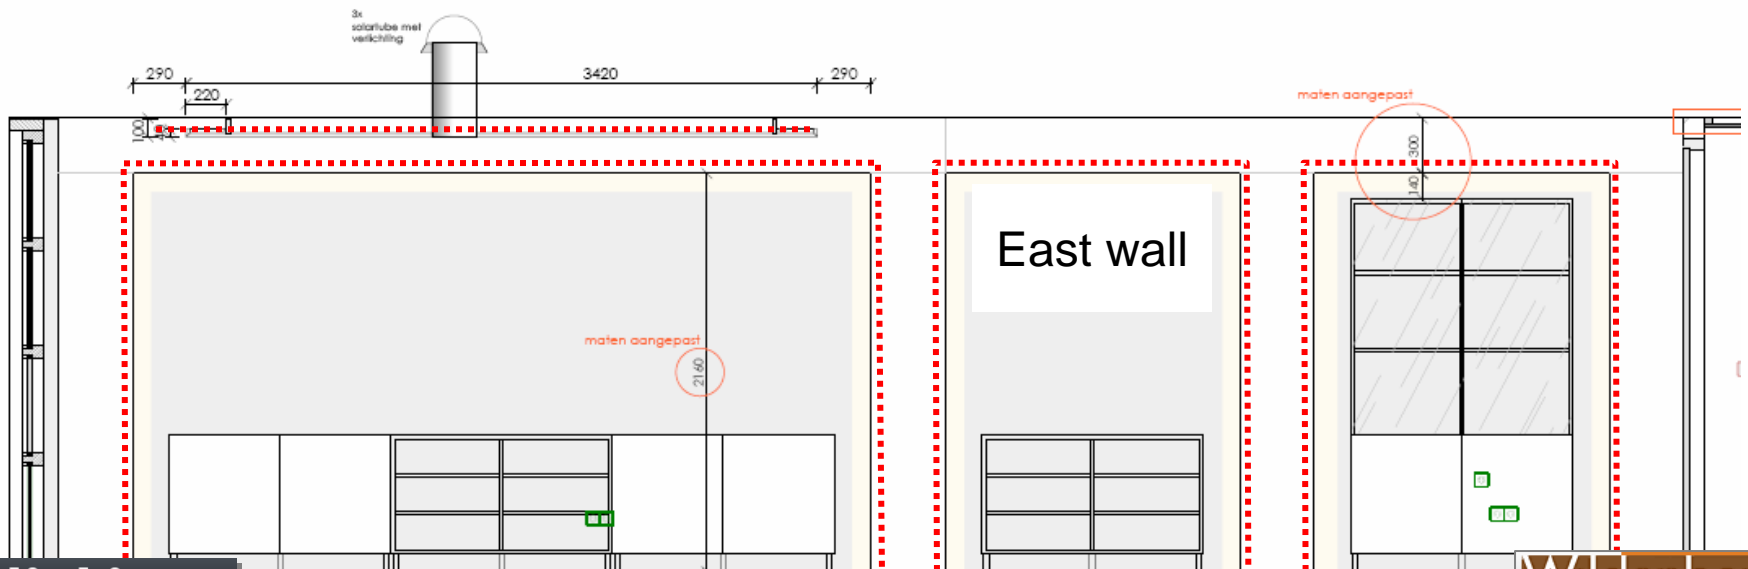 3x
solartube met
verlichting
290
3420
290
220
100
maten aangepast
300
140
East wall
maten aangepast
2160